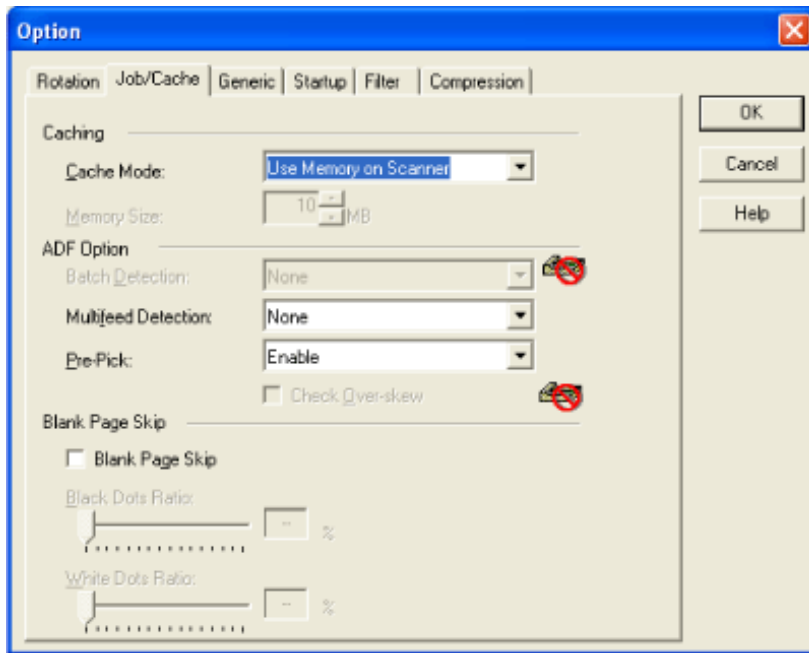 Option
Rotation Job/Cache Generic Startup Filter Compression
OK
Cancel
Help
Caching
Cache Mode: Use Memory on Scanner
Memory Size: 10 MB
ADF Option
Batch Detection: None
Multifeed Detection: None
Pre-Pick: Enable
Check Over-skew
Blank Page Skip
Blank Page Skip
Black Dots Ratio:
-- %
White Dots Ratio:
-- %